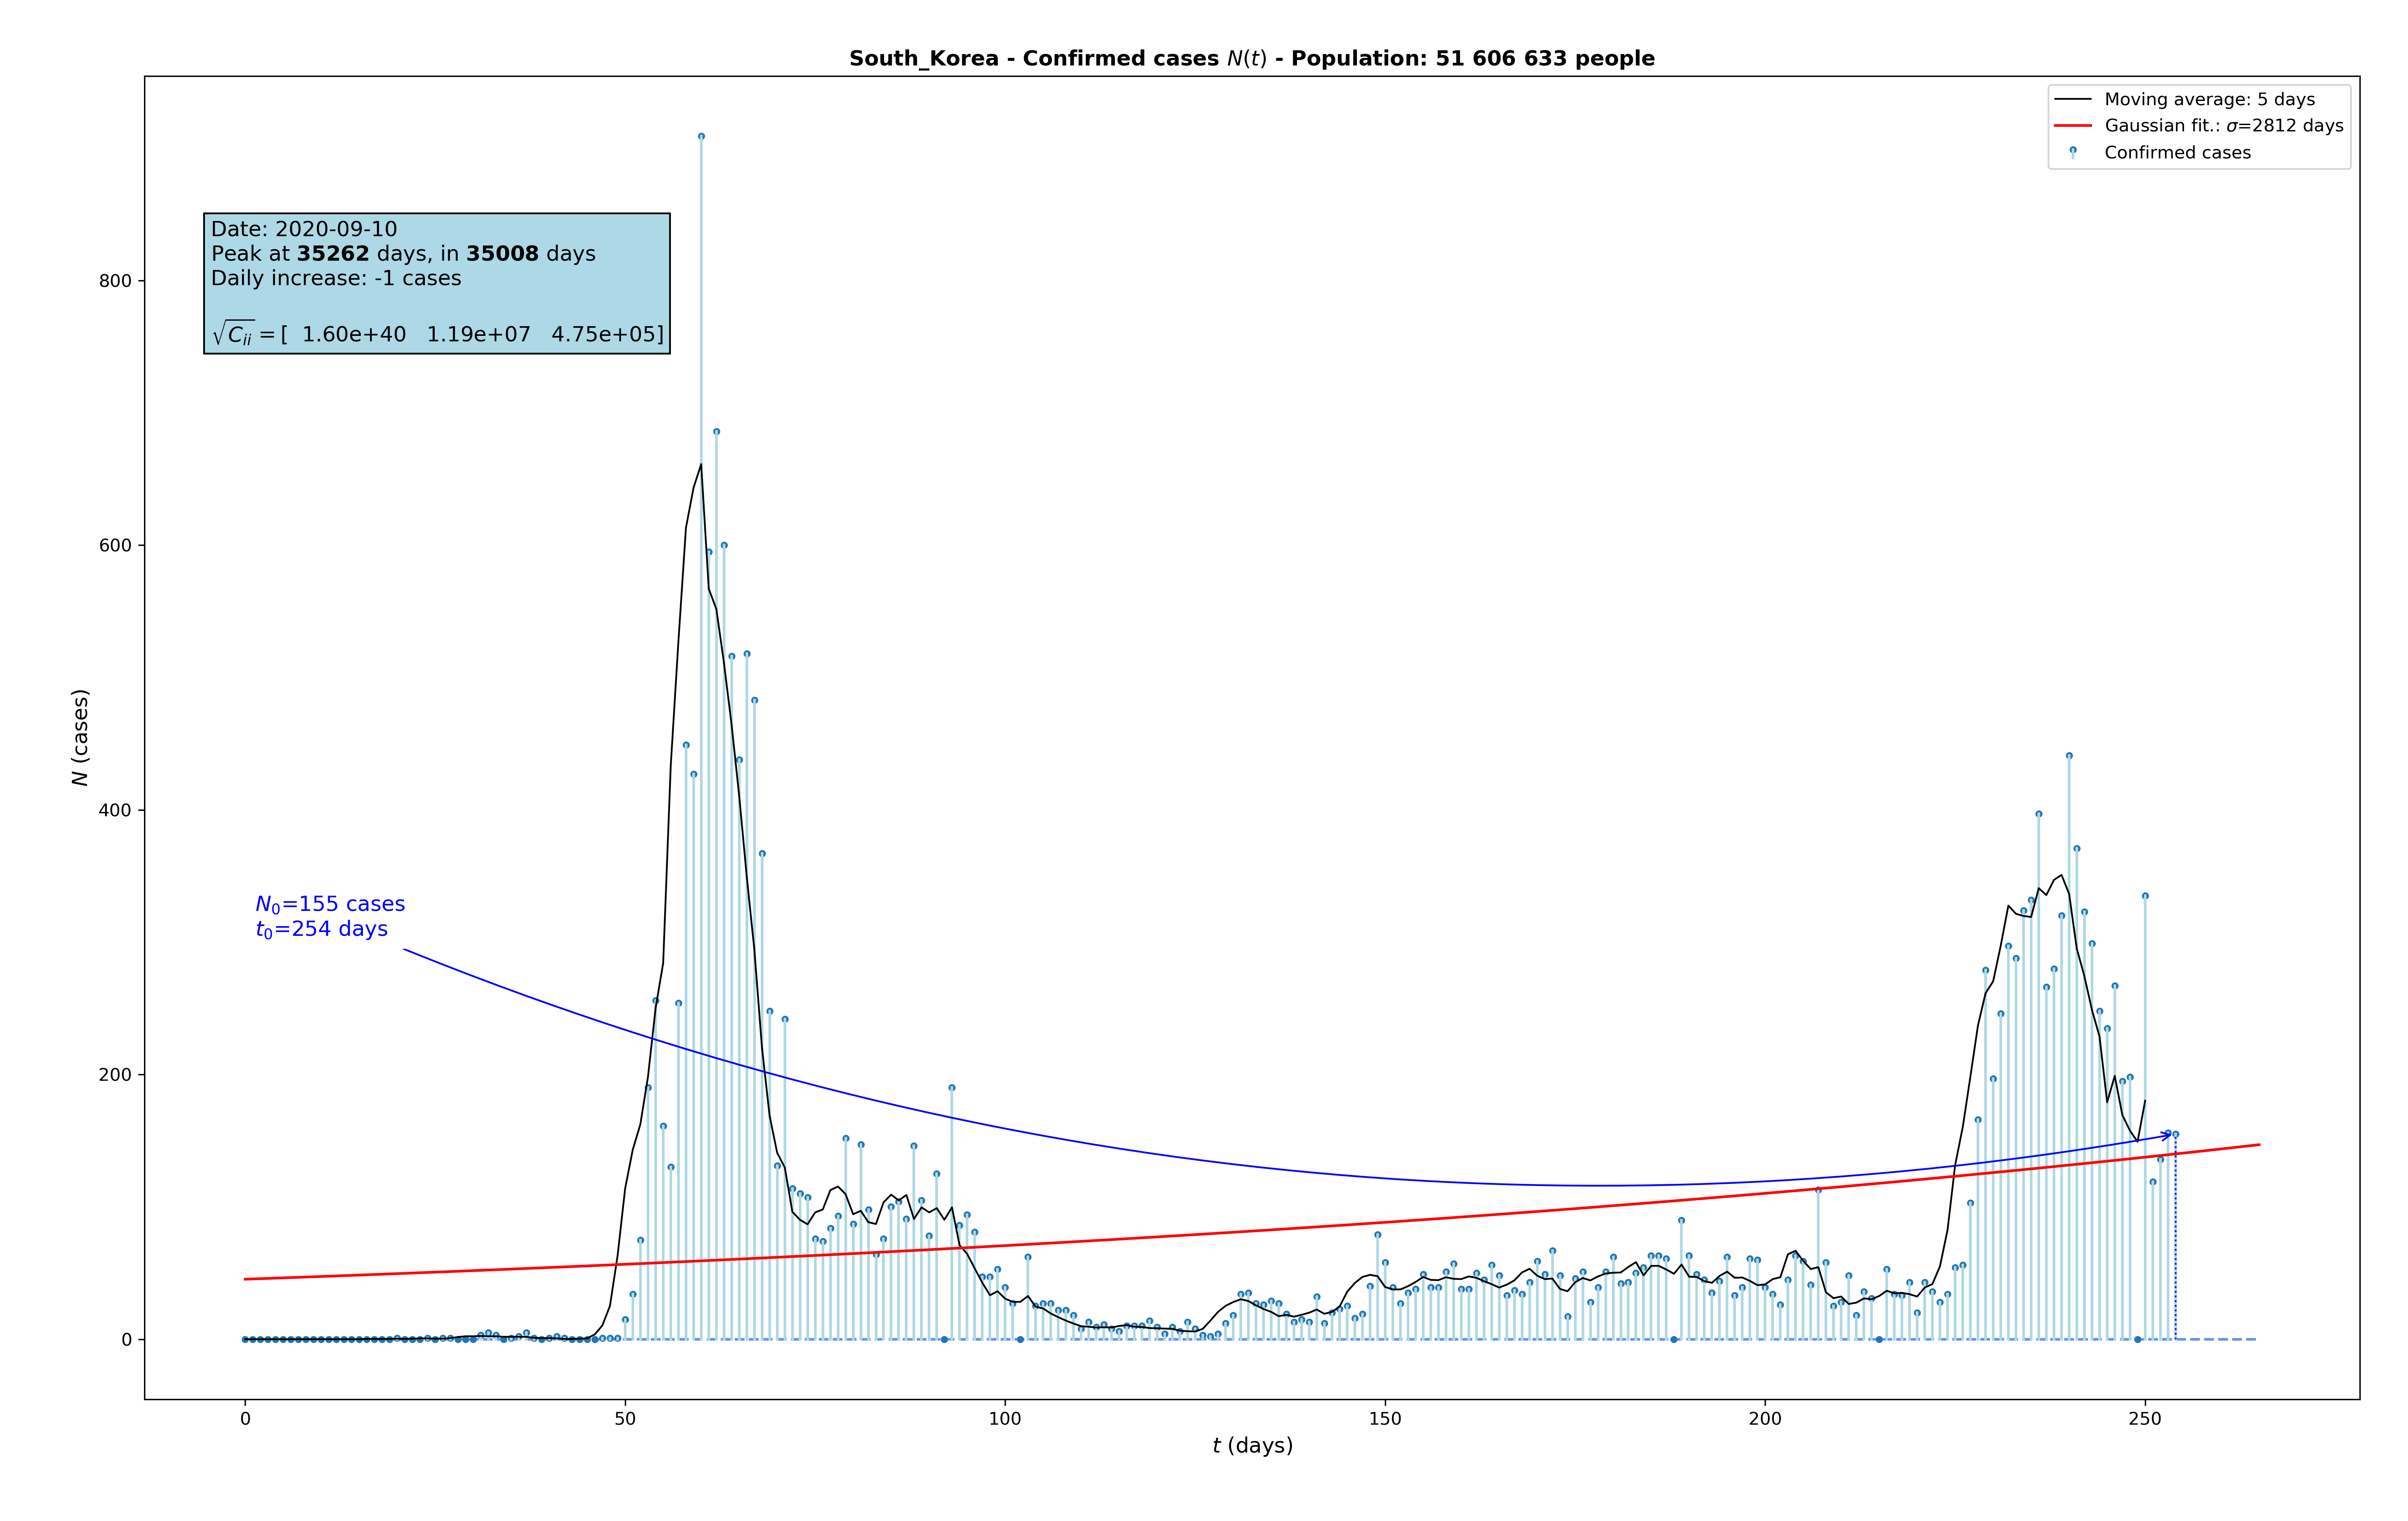 South_Korea - Confirmed cases N(t) - Population: 51 606 633 people
Moving average: 5 days
Gaussian fit.: σ=2812 days
Confirmed cases
Date: 2020-09-10
Peak at 35262 days, in 35008 days
Daily increase: -1 cases
√Cᵢᵢ = [ 1.60e+40 1.19e+07 4.75e+05]
N₀=155 cases
t₀=254 days
N (cases)
800
600
400
200
0
0 50 100 150 200 250
t (days)